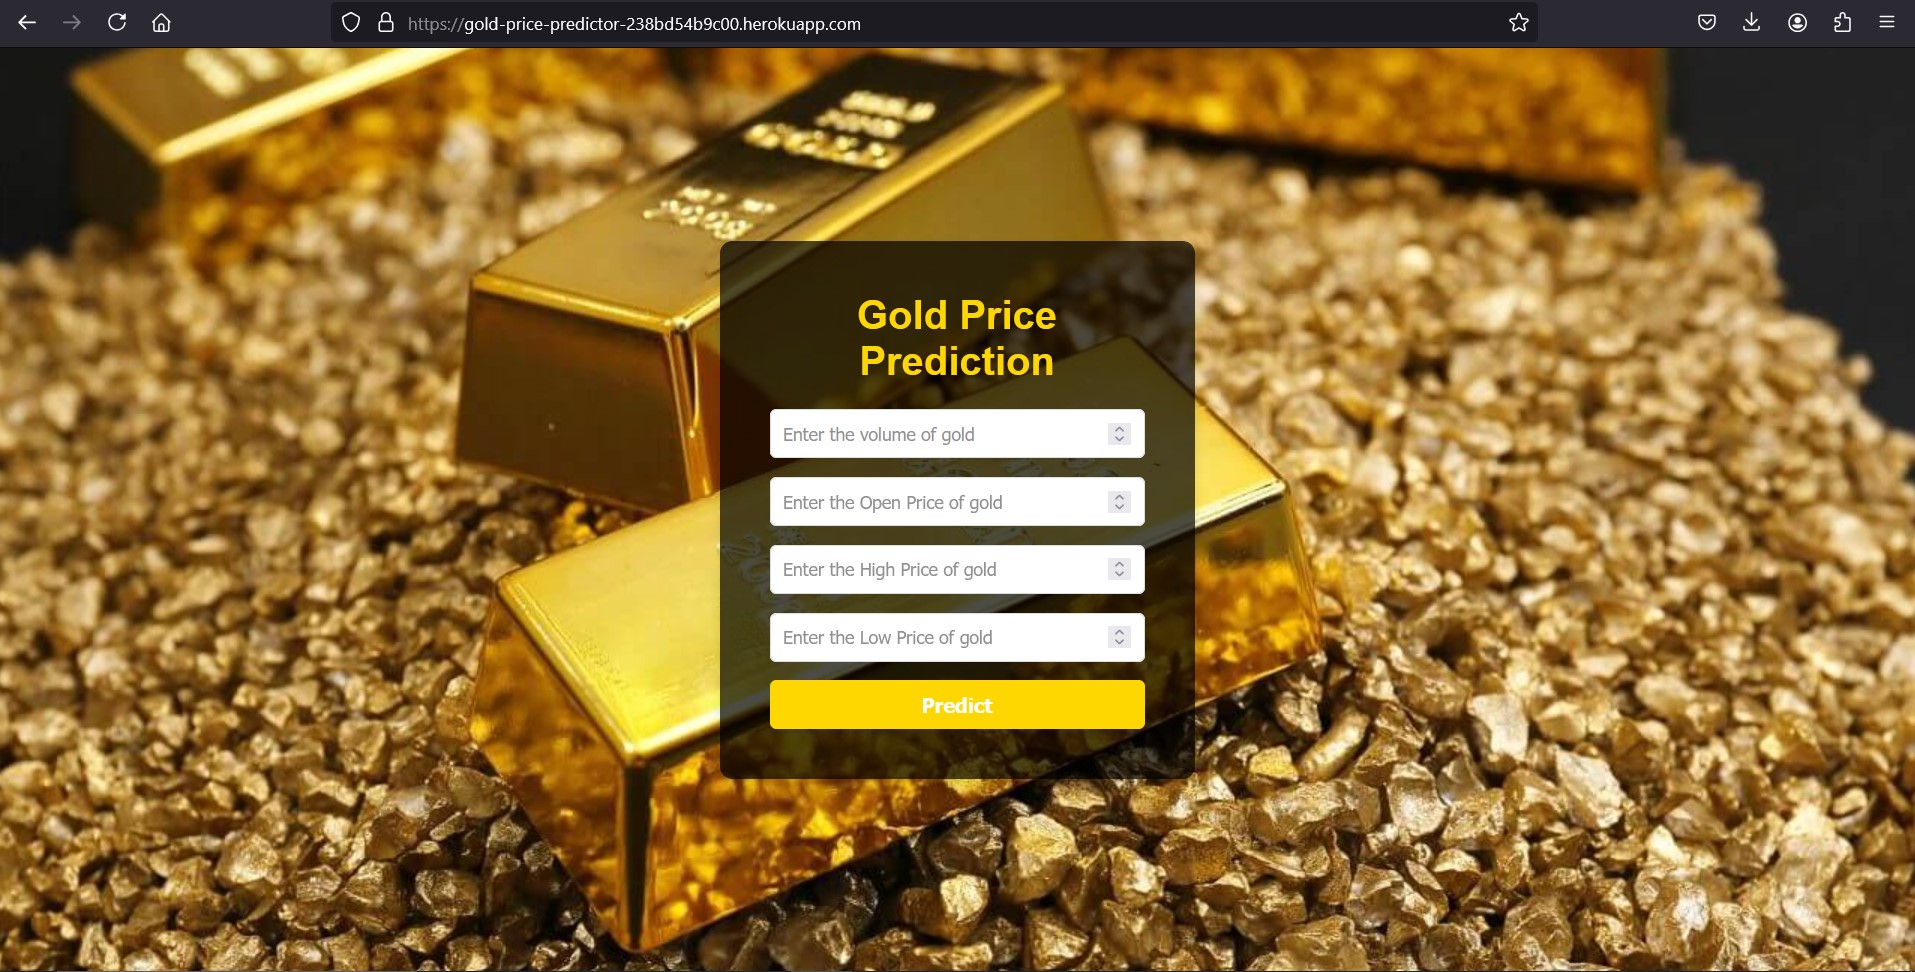 https://gold-price-predictor-238bd54b9c00.herokuapp.com
Gold Price
Prediction
Enter the volume of gold
Enter the Open Price of gold
Enter the High Price of gold
Enter the Low Price of gold
Predict